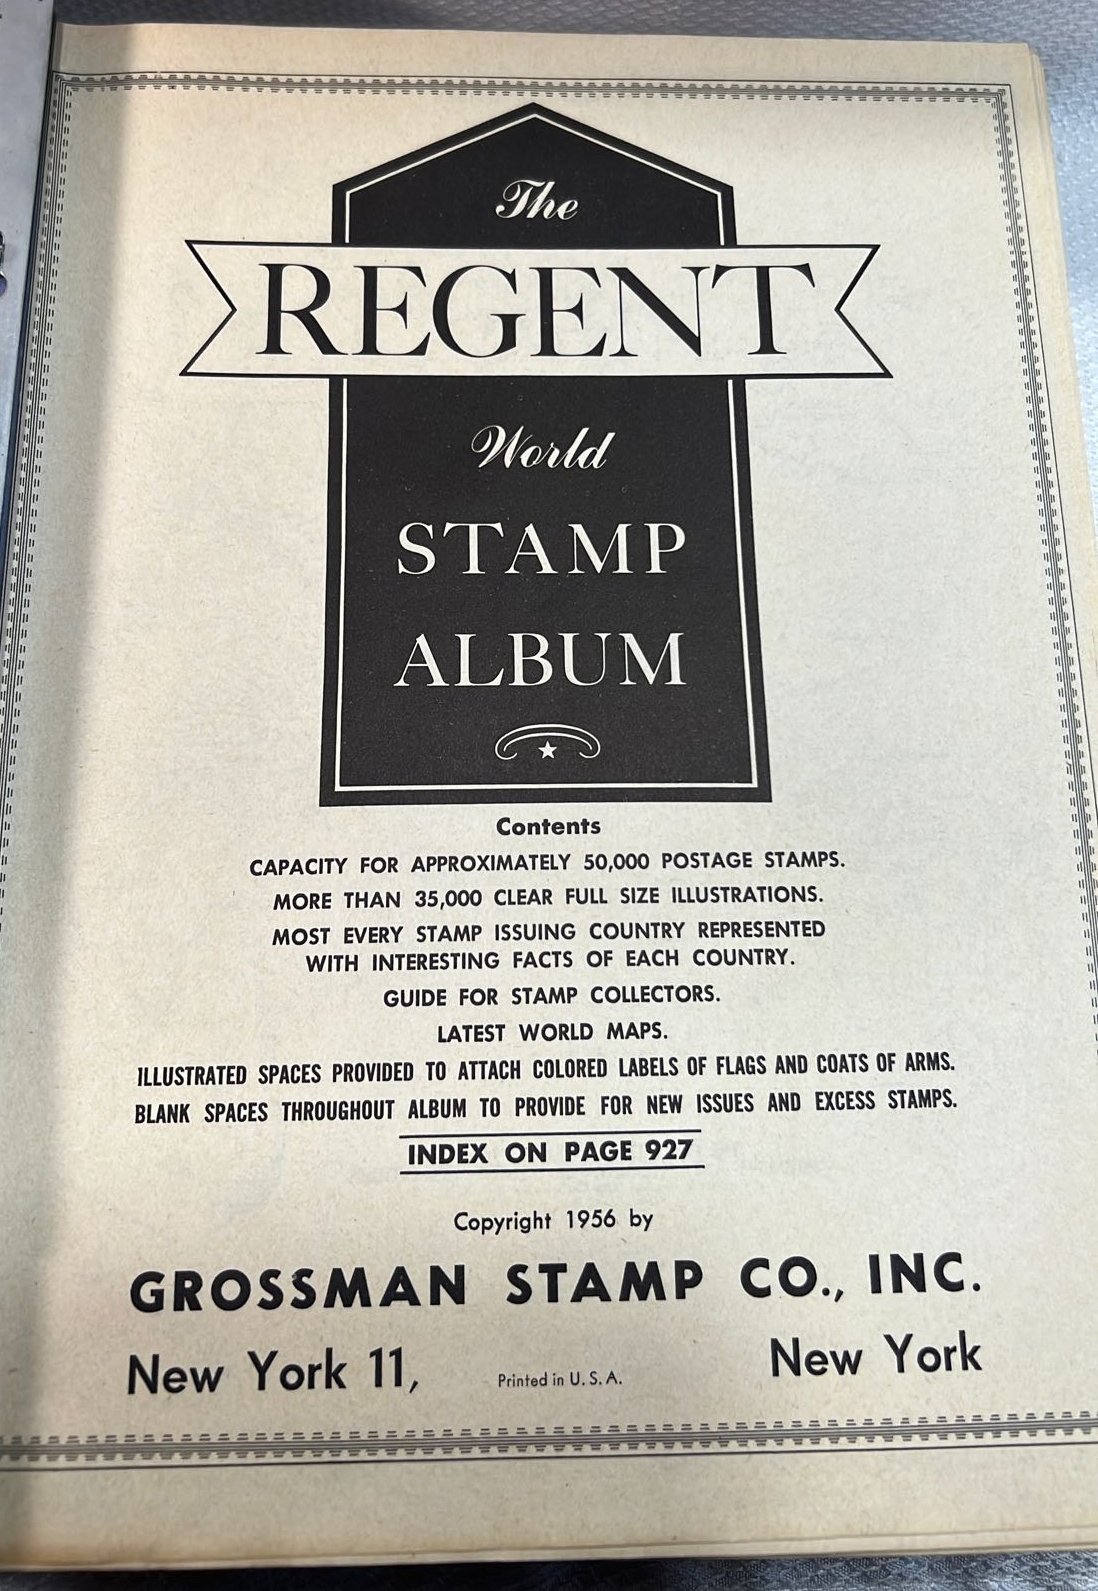 The
REGENT
World
STAMP
ALBUM
Contents
CAPACITY FOR APPROXIMATELY 50,000 POSTAGE STAMPS.
MORE THAN 35,000 CLEAR FULL SIZE ILLUSTRATIONS.
MOST EVERY STAMP ISSUING COUNTRY REPRESENTED
WITH INTERESTING FACTS OF EACH COUNTRY.
GUIDE FOR STAMP COLLECTORS.
LATEST WORLD MAPS.
ILLUSTRATED SPACES PROVIDED TO ATTACH COLORED LABELS OF FLAGS AND COATS OF ARMS.
BLANK SPACES THROUGHOUT ALBUM TO PROVIDE FOR NEW ISSUES AND EXCESS STAMPS.
INDEX ON PAGE 927
Copyright 1956 by
GROSSMAN STAMP CO., INC.
New York 11, Printed in U. S. A. New York